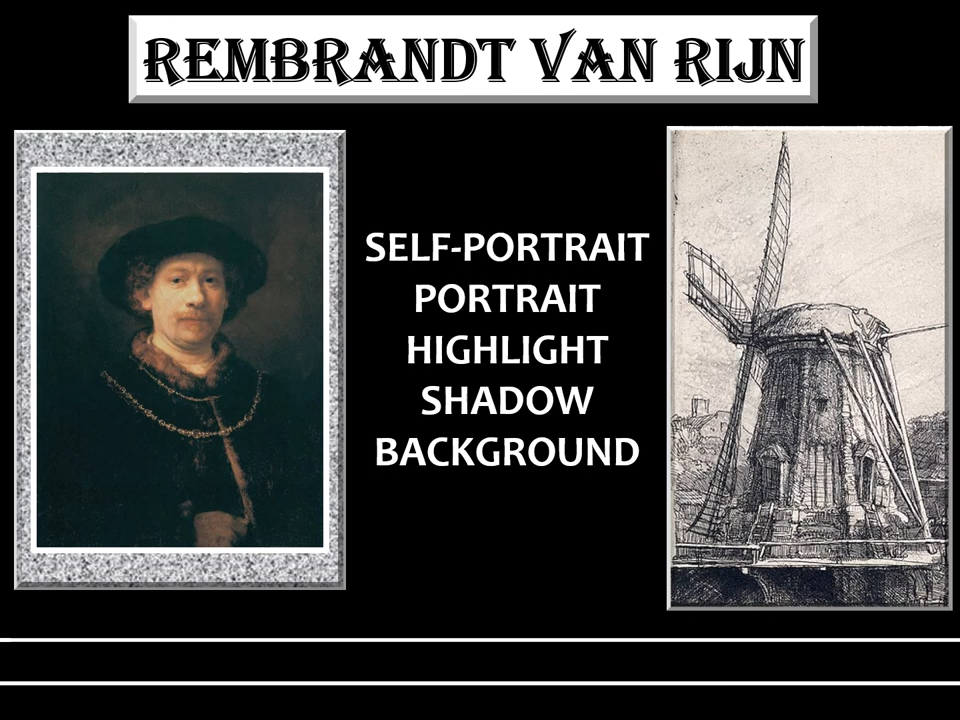 REMBRANDT VAN RIJN
SELF-PORTRAIT
PORTRAIT
HIGHLIGHT
SHADOW
BACKGROUND